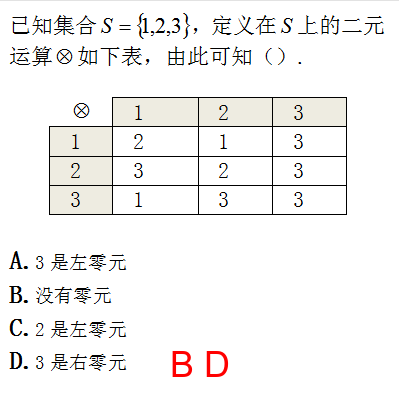 已知集合 S = {1,2,3}，定义在 S 上的二元
运算⊗如下表，由此可知（）.
⊗ 1 2 3
1 2 1 3
2 3 2 3
3 1 3 3
A. 3 是左零元
B. 没有零元
C. 2 是左零元
D. 3 是右零元 B D